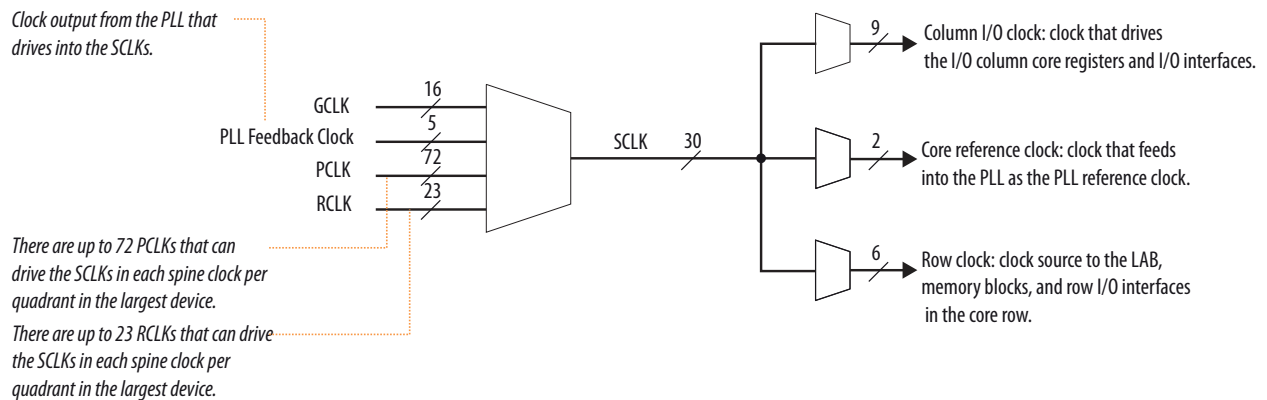 Clock output from the PLL that
drives into the SCLKs.
GCLK
16
PLL Feedback Clock
5
PCLK
72
RCLK
23
SCLK
30
9
Column I/O clock: clock that drives
the I/O column core registers and I/O interfaces.
2
Core reference clock: clock that feeds
into the PLL as the PLL reference clock.
6
Row clock: clock source to the LAB,
memory blocks, and row I/O interfaces
in the core row.
There are up to 72 PCLKs that can
drive the SCLKs in each spine clock per
quadrant in the largest device.
There are up to 23 RCLKs that can drive
the SCLKs in each spine clock per
quadrant in the largest device.